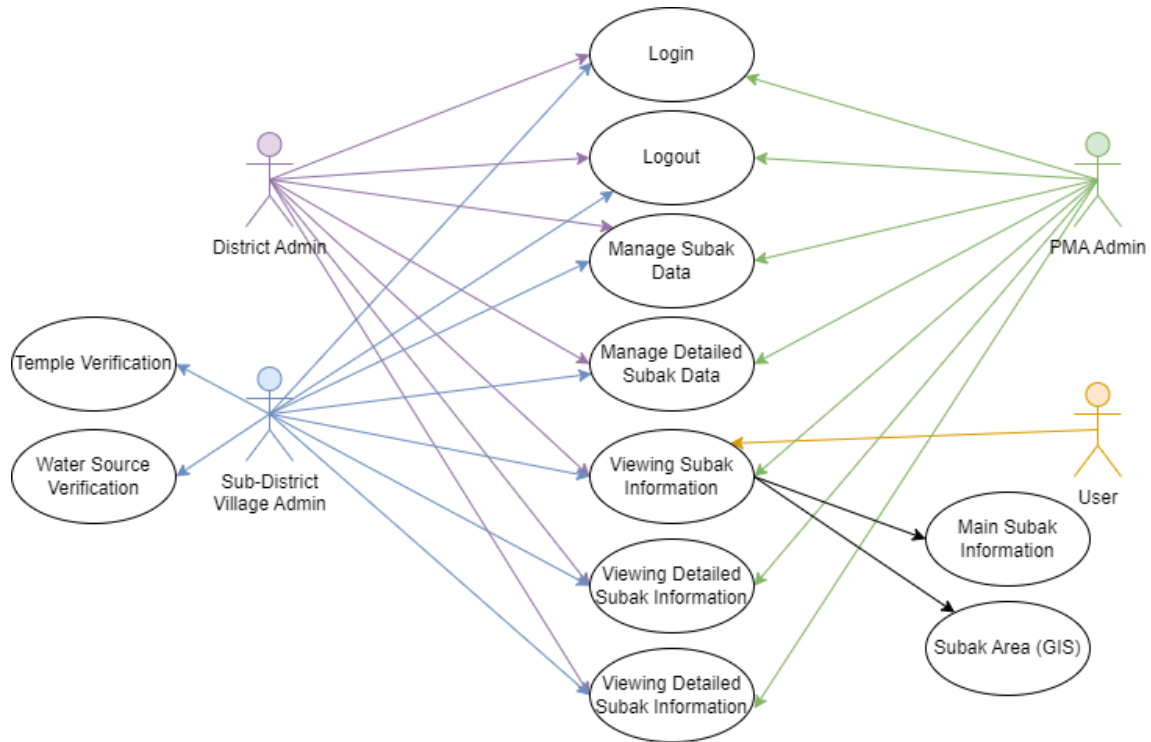 Login
Logout
District Admin
PMA Admin
Manage Subak
Data
Temple Verification
Manage Detailed
Subak Data
Water Source
Verification
Sub-District
Village Admin
Viewing Subak
Information
User
Main Subak
Information
Viewing Detailed
Subak Information
Subak Area (GIS)
Viewing Detailed
Subak Information